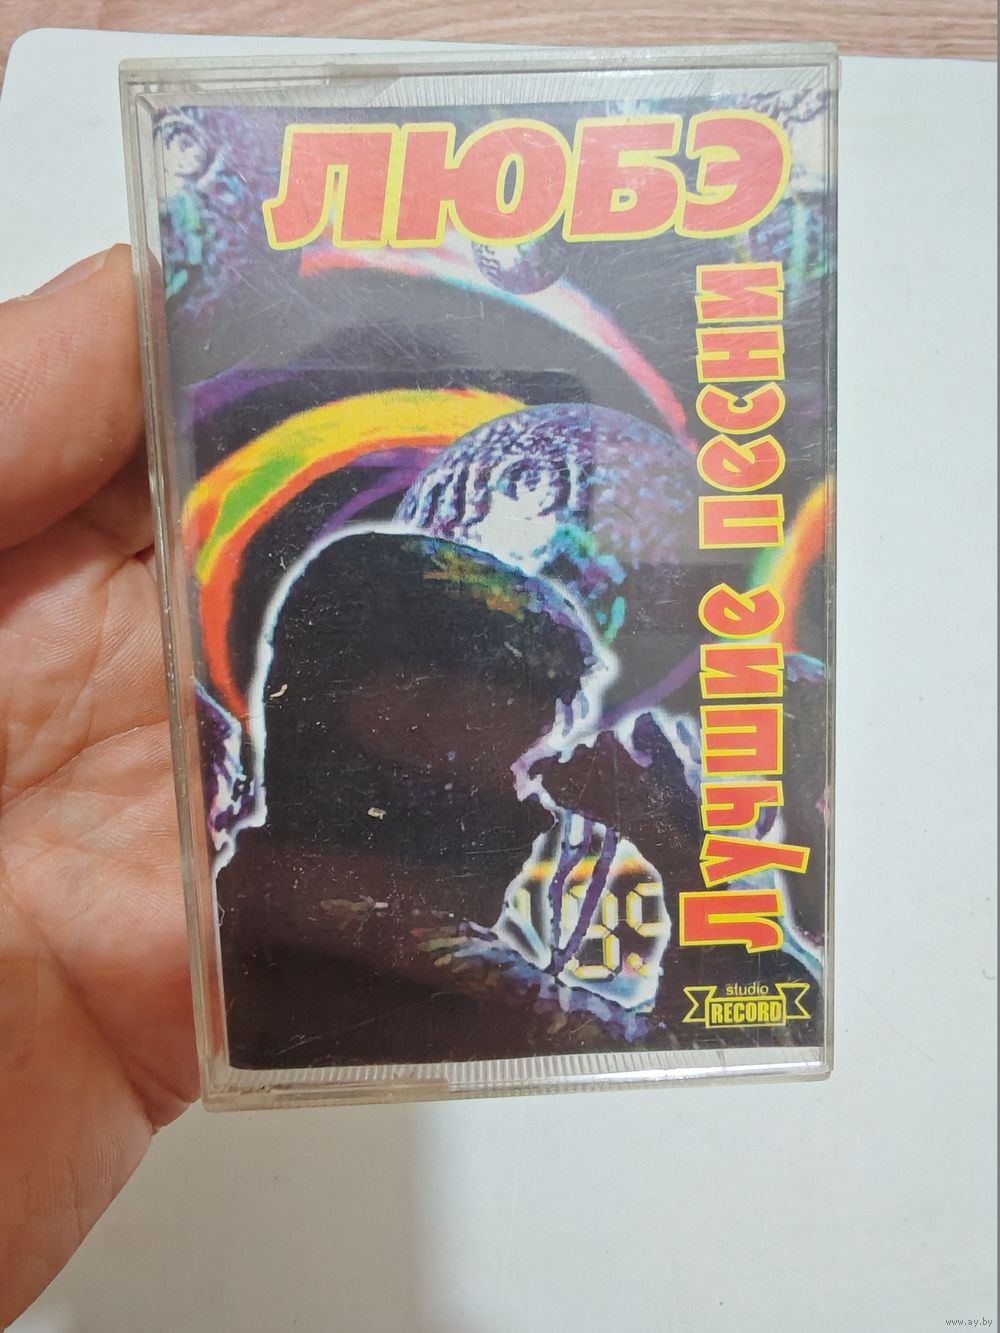 ЛЮБЭ
Лучшие песни
studio
RECORD
www.ay.by